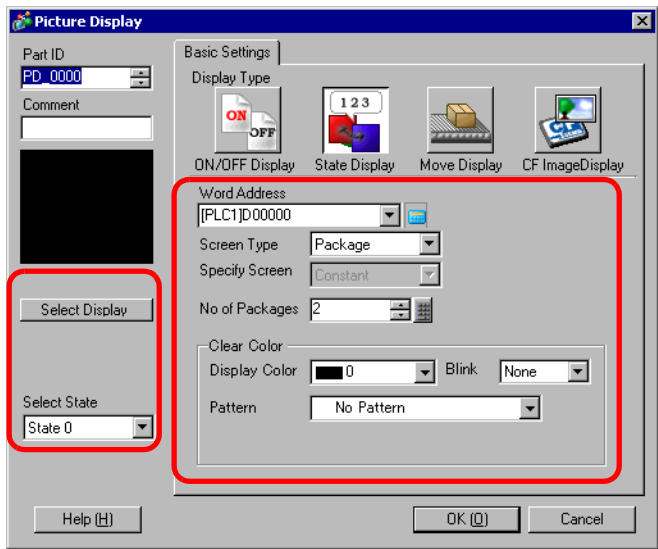 Picture Display
Part ID
PD_0000
Comment
Select Display
Select State
State 0
Basic Settings
Display Type
ON
OFF
123
ON/OFF Display State Display Move Display CF ImageDisplay
Word Address
[PLC1]D00000
Screen Type Package
Specify Screen Constant
No of Packages 2
Clear Color
Display Color 0 Blink None
Pattern No Pattern
Help (H) OK (O) Cancel